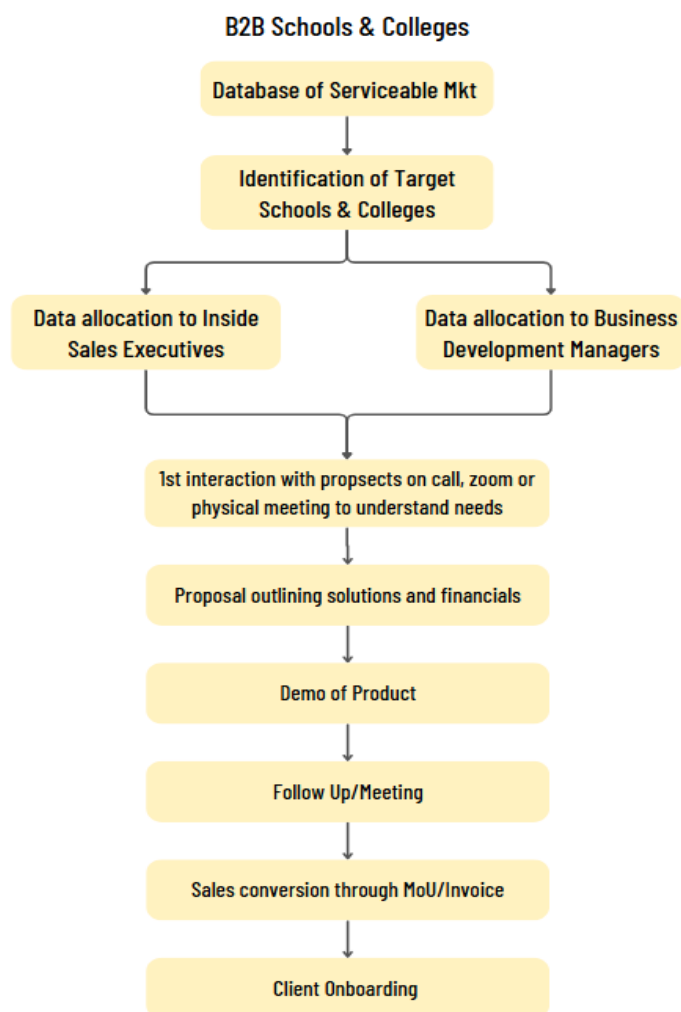 B2B Schools & Colleges
Database of Serviceable Mkt
Identification of Target
Schools & Colleges
Data allocation to Inside
Sales Executives
Data allocation to Business
Development Managers
1st interaction with propsects on call, zoom or
physical meeting to understand needs
Proposal outlining solutions and financials
Demo of Product
Follow Up/Meeting
Sales conversion through MoU/Invoice
Client Onboarding